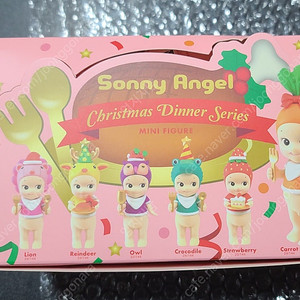 Sonny Angel
Christmas Dinner Series
MINI FIGURE
Lion
Reindeer
Owl
Crocodile
Strawberry
Carrot